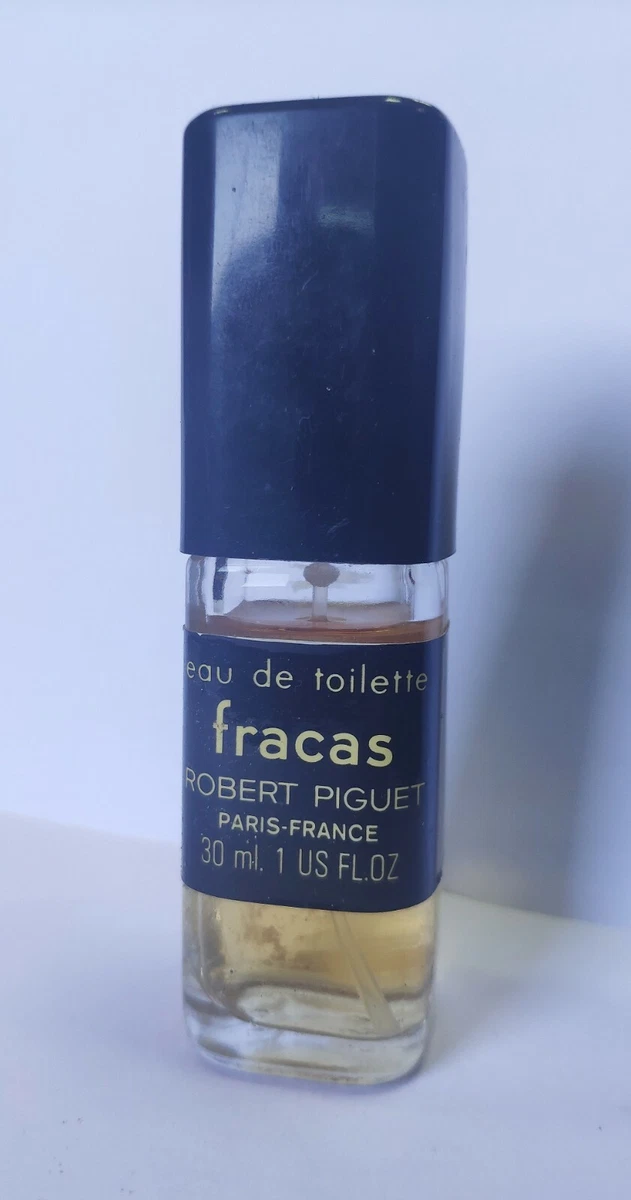 eau de toilette
fracas
ROBERT PIGUET
PARIS-FRANCE
30 ml. 1 US FL.OZ